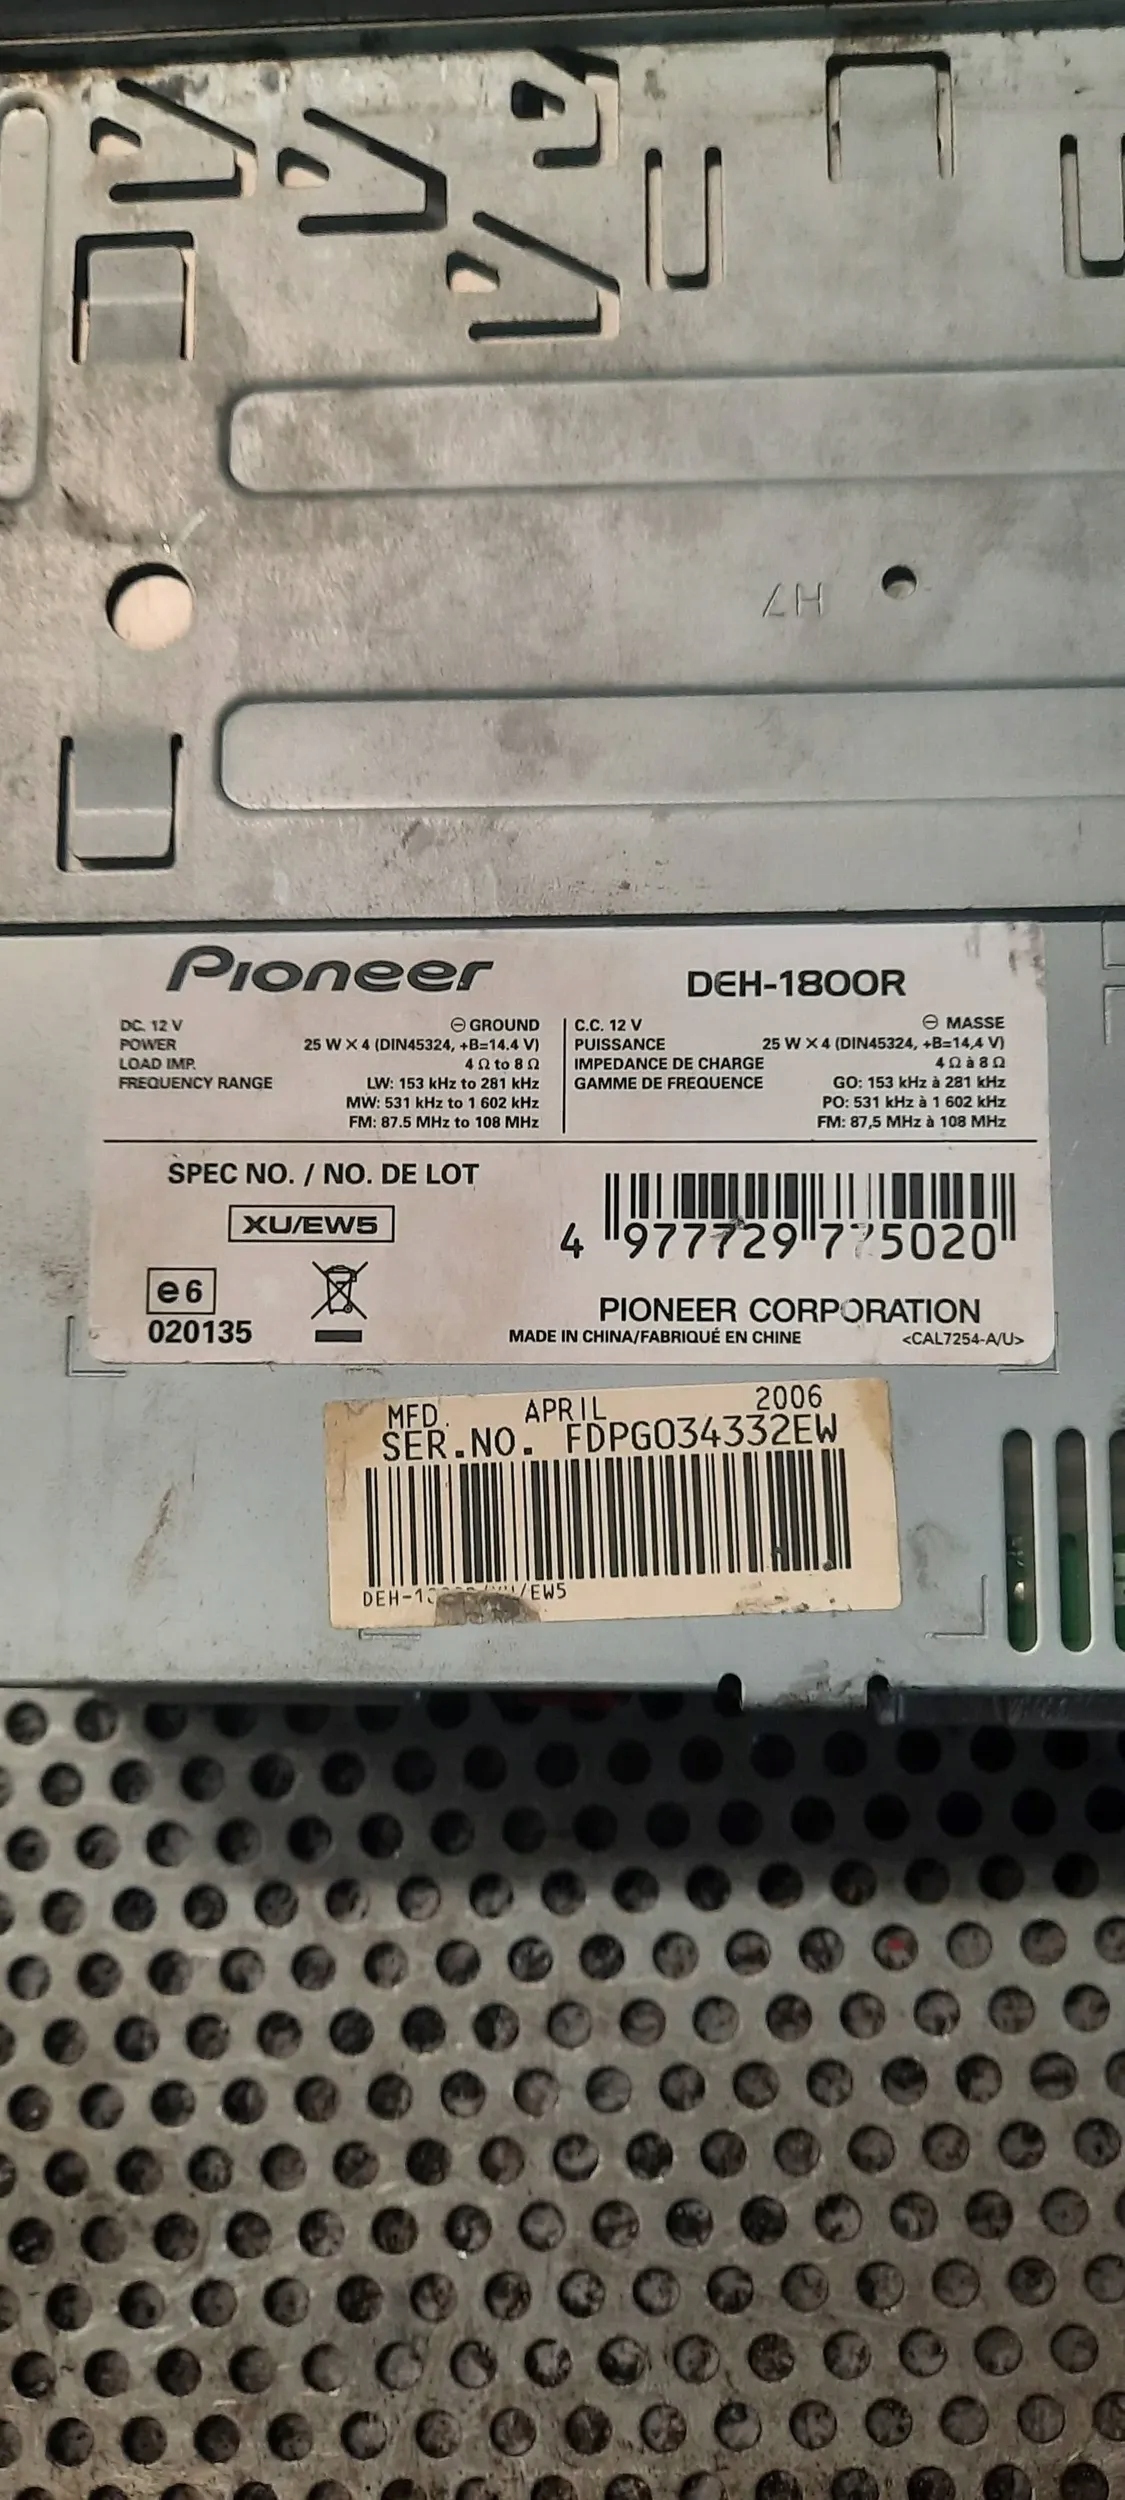 H7
Pioneer
DEH-1800R
DC. 12 V ⊖ GROUND
POWER 25 W X 4 (DIN45324, +B=14.4 V)
LOAD IMP. 4 Ω to 8 Ω
FREQUENCY RANGE LW: 153 kHz to 281 kHz
MW: 531 kHz to 1 602 kHz
FM: 87.5 MHz to 108 MHz
C.C. 12 V ⊖ MASSE
PUISSANCE 25 W X 4 (DIN45324, +B=14,4 V)
IMPEDANCE DE CHARGE 4 Ω à 8 Ω
GAMME DE FREQUENCE GO: 153 kHz à 281 kHz
PO: 531 kHz à 1 602 kHz
FM: 87,5 MHz à 108 MHz
SPEC NO. / NO. DE LOT
XU/EW5
4 977729 775020
e6
020135
PIONEER CORPORATION
MADE IN CHINA/FABRIQUÉ EN CHINE <CAL7254-A/U>
MFD. APRIL 2006
SER.NO. FDPG034332EW
/EW5